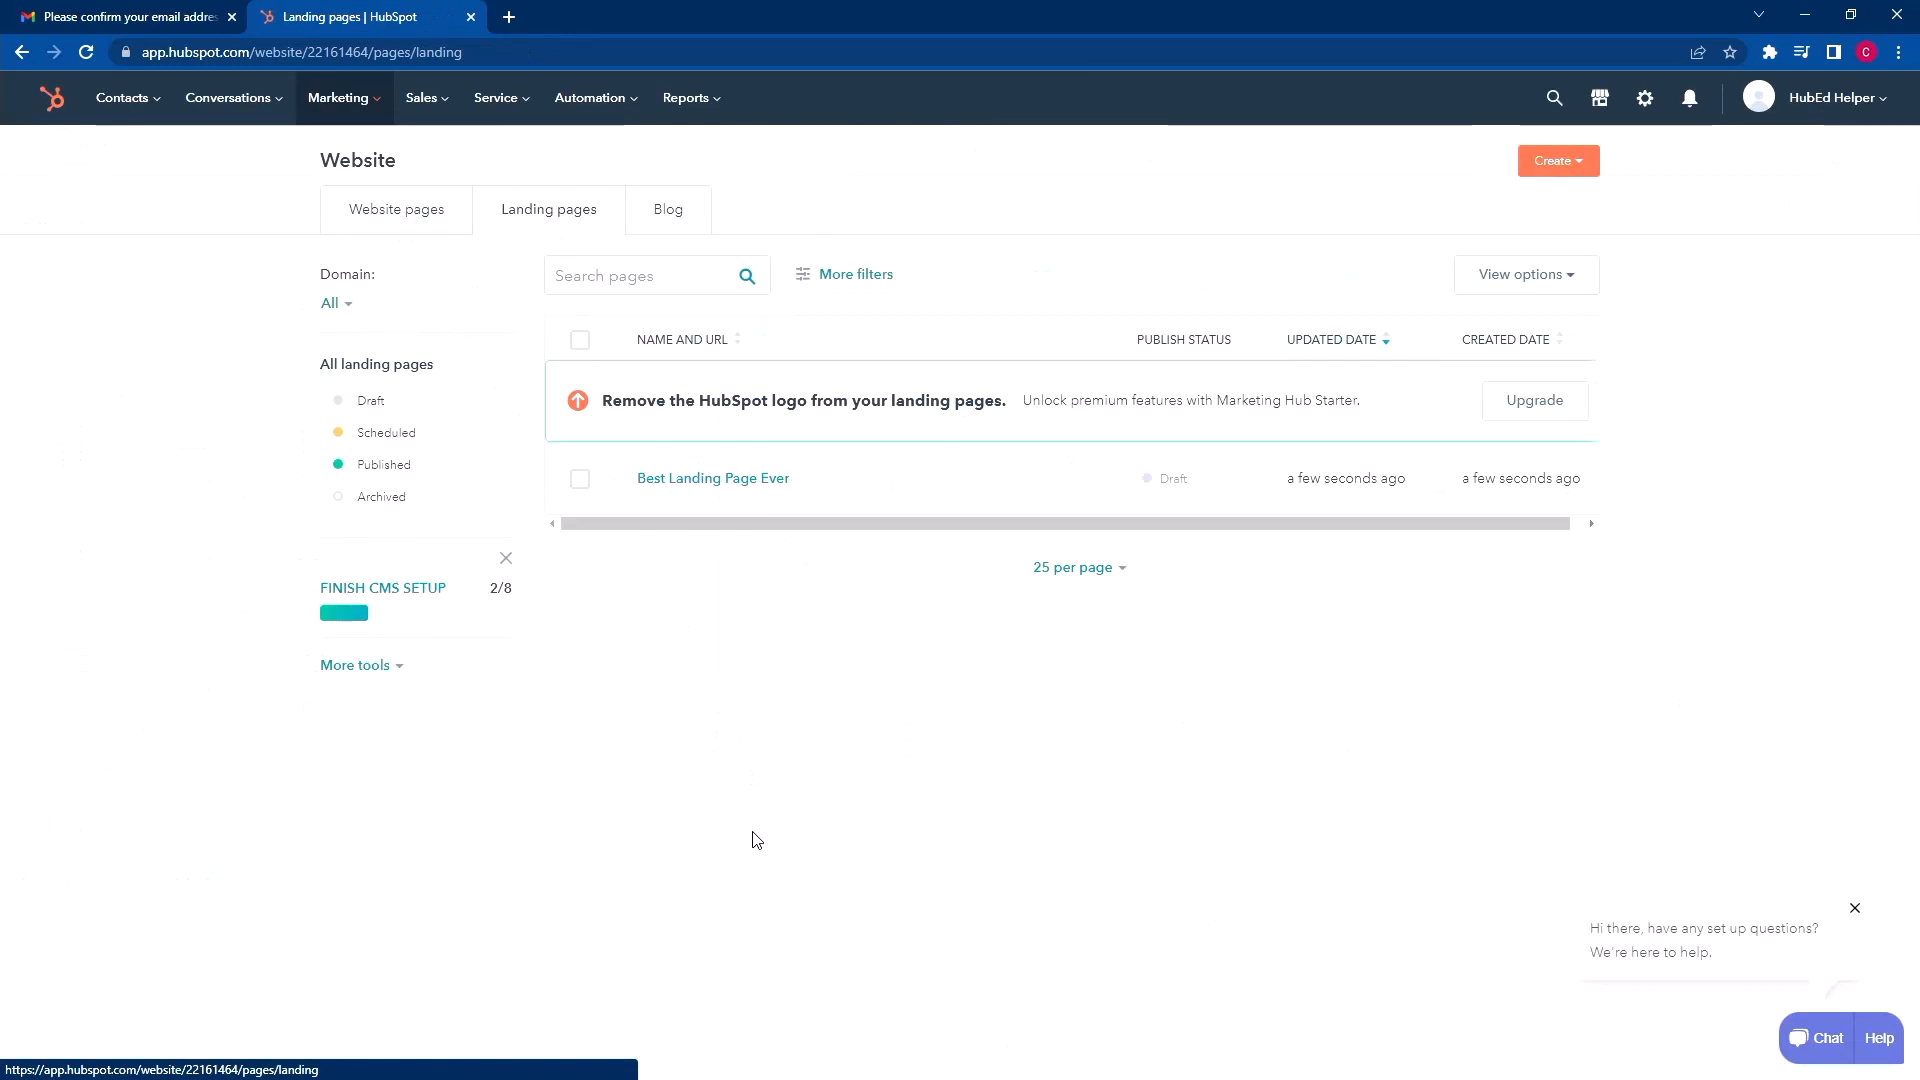 Please confirm your email addre
Landing pages | HubSpot
app.hubspot.com/website/22161464/pages/landing
C
Contacts
Conversations
Marketing
Sales
Service
Automation
Reports
HubEd Helper
Website
Create
Website pages
Landing pages
Blog
Domain:
All
Search pages
More filters
View options
NAME AND URL
PUBLISH STATUS
UPDATED DATE
CREATED DATE
All landing pages
Draft
Scheduled
Published
Archived
Remove the HubSpot logo from your landing pages.
Unlock premium features with Marketing Hub Starter.
Upgrade
Best Landing Page Ever
Draft
a few seconds ago
a few seconds ago
25 per page
FINISH CMS SETUP
2/8
More tools
Hi there, have any set up questions?
We're here to help.
Chat
Help
https://app.hubspot.com/website/22161464/pages/landing